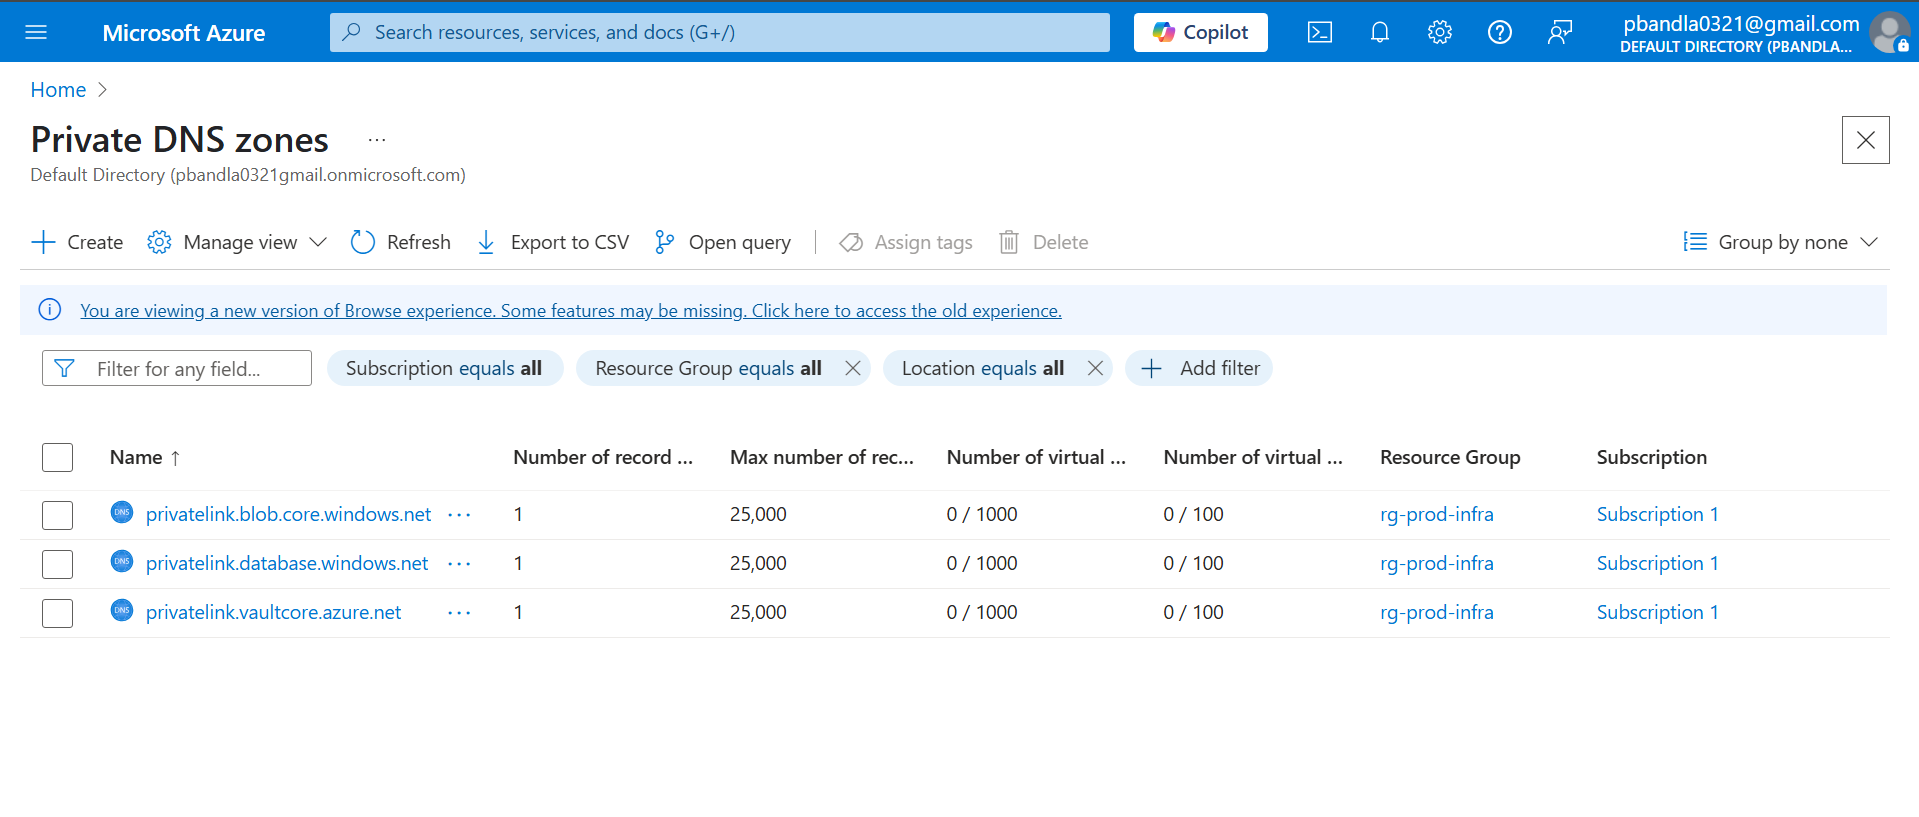 Microsoft Azure
Search resources, services, and docs (G+/)
Copilot
pbandla0321@gmail.com
DEFAULT DIRECTORY (PBANDLA...
Home
Private DNS zones
...
Default Directory (pbandla0321gmail.onmicrosoft.com)
Create
Manage view
Refresh
Export to CSV
Open query
Assign tags
Delete
Group by none
You are viewing a new version of Browse experience. Some features may be missing. Click here to access the old experience.
Filter for any field...
Subscription equals all
Resource Group equals all
Location equals all
Add filter
Name ↑ Number of record ... Max number of rec... Number of virtual ... Number of virtual ... Resource Group Subscription
DNS privatelink.blob.core.windows.net ... 1 25,000 0 / 1000 0 / 100 rg-prod-infra Subscription 1
DNS privatelink.database.windows.net ... 1 25,000 0 / 1000 0 / 100 rg-prod-infra Subscription 1
DNS privatelink.vaultcore.azure.net ... 1 25,000 0 / 1000 0 / 100 rg-prod-infra Subscription 1